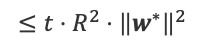 ≤ t · R² · ‖w*‖²